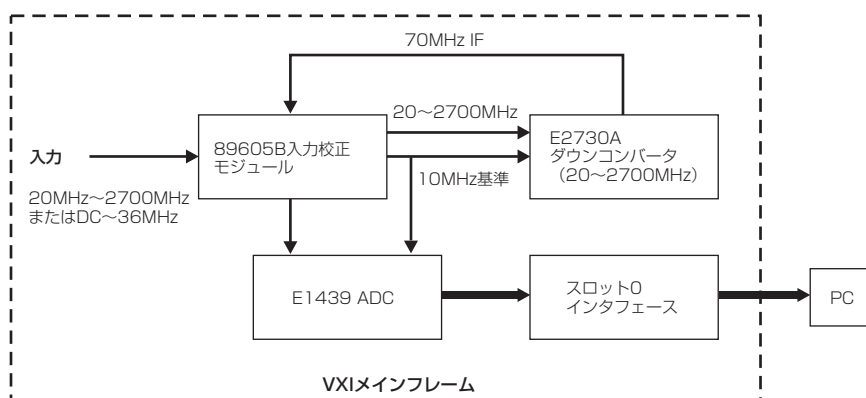 70MHz IF
20〜2700MHz
89605B入力校正
モジュール
E2730A
ダウンコンバータ
（20〜2700MHz）
入力
10MHz基準
20MHz〜2700MHz
またはDC〜36MHz
E1439 ADC
スロット0
インタフェース
PC
VXIメインフレーム